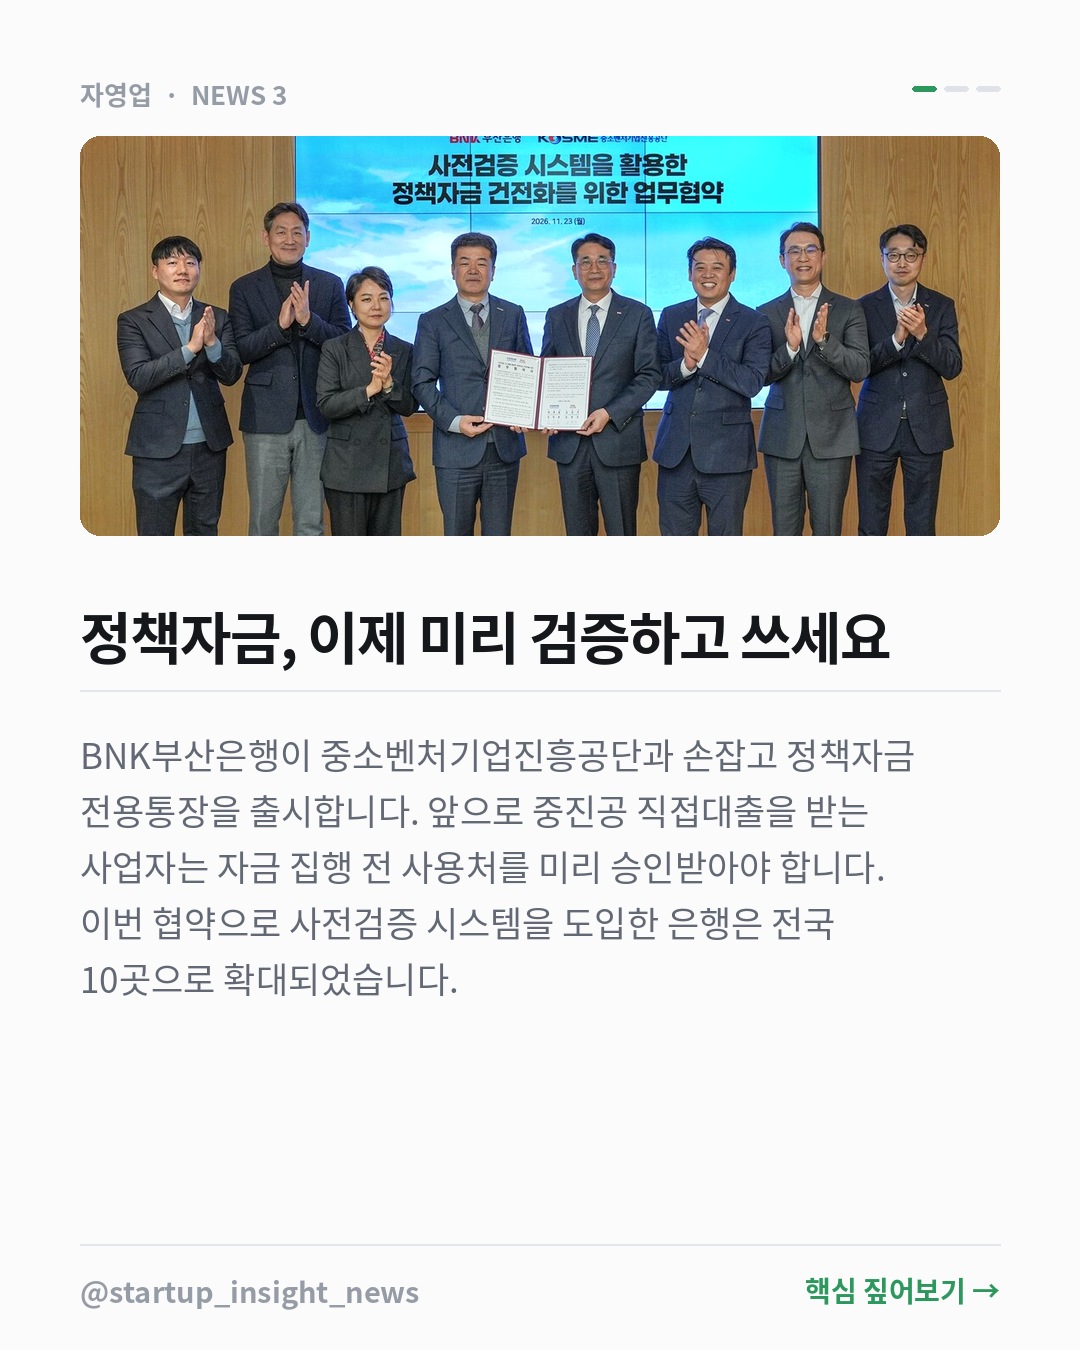 자영업 · NEWS 3
BNK 부산은행 KOSME 중소벤처기업진흥공단
사전검증 시스템을 활용한
정책자금 건전화를 위한 업무협약
2026. 11. 23 (월)
정책자금, 이제 미리 검증하고 쓰세요
BNK부산은행이 중소벤처기업진흥공단과 손잡고 정책자금
전용통장을 출시합니다. 앞으로 중진공 직접대출을 받는
사업자는 자금 집행 전 사용처를 미리 승인받아야 합니다.
이번 협약으로 사전검증 시스템을 도입한 은행은 전국
10곳으로 확대되었습니다.
@startup_insight_news
핵심 짚어보기 →